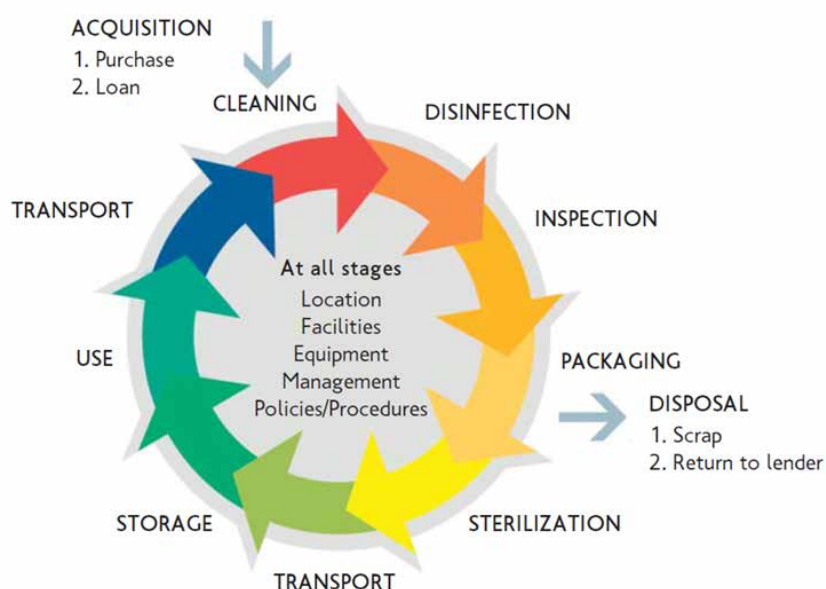 ACQUISITION
1. Purchase
2. Loan
CLEANING
DISINFECTION
INSPECTION
PACKAGING
DISPOSAL
1. Scrap
2. Return to lender
STERILIZATION
TRANSPORT
STORAGE
USE
TRANSPORT
At all stages
Location
Facilities
Equipment
Management
Policies/Procedures